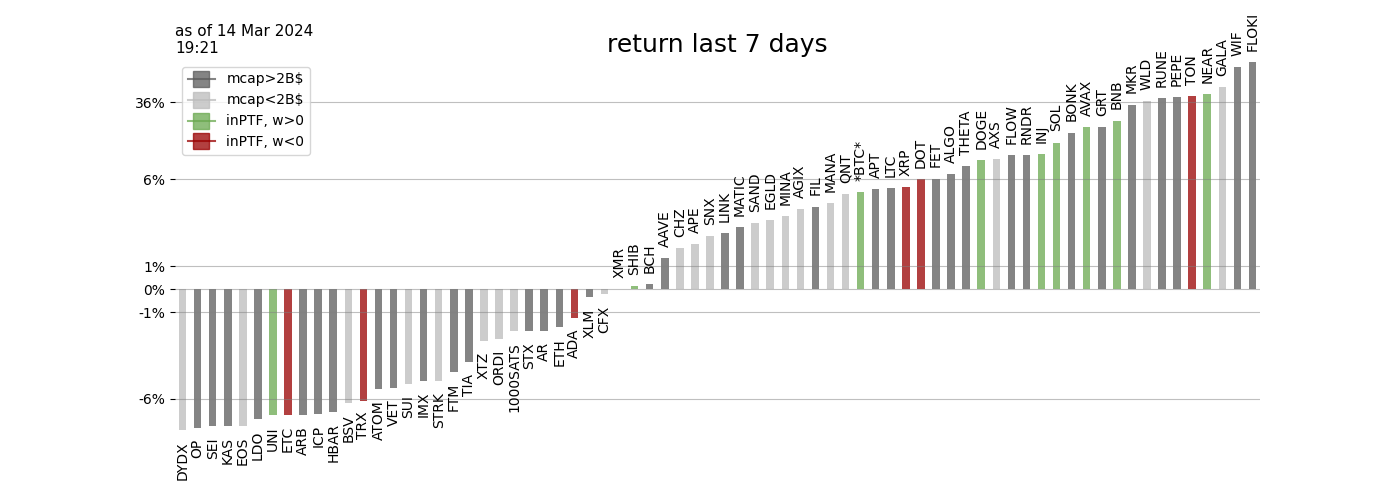 as of 14 Mar 2024
19:21
return last 7 days
mcap>2B$
mcap<2B$
inPTF, w>0
inPTF, w<0
36%
6%
1%
0%
-1%
-6%
DYDX
OP
SEI
KAS
EOS
LDO
UNI
ETC
ARB
ICP
HBAR
BSV
TRX
ATOM
VET
SUI
IMX
STRK
FTM
TIA
XTZ
ORDI
1000SATS
STX
AR
ETH
ADA
XLM
CFX
XMR
SHIB
BCH
AAVE
CHZ
APE
SNX
LINK
MATIC
SAND
EGLD
MINA
AGIX
FIL
MANA
QNT
*BTC*
APT
LTC
XRP
DOT
FET
ALGO
THETA
DOGE
AXS
FLOW
RNDR
INJ
SOL
BONK
AVAX
GRT
BNB
MKR
WLD
RUNE
PEPE
TON
NEAR
GALA
WIF
FLOKI